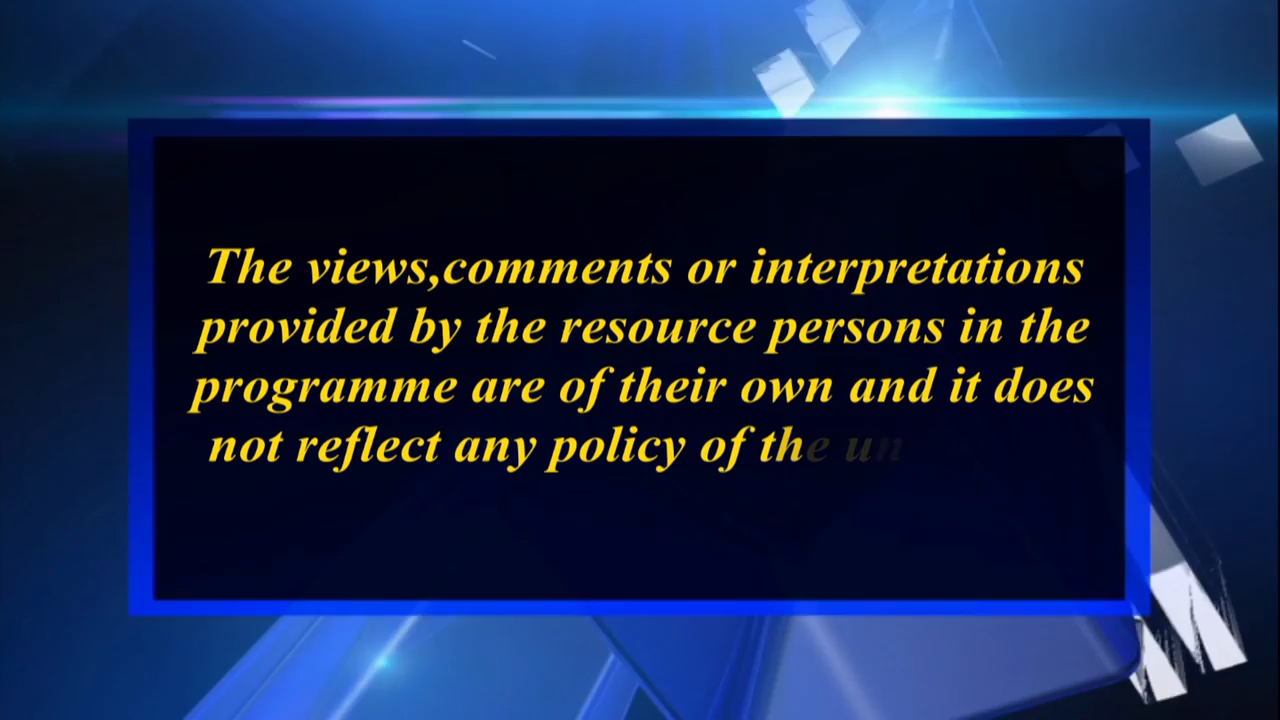 The views,comments or interpretations
provided by the resource persons in the
programme are of their own and it does
not reflect any policy of the